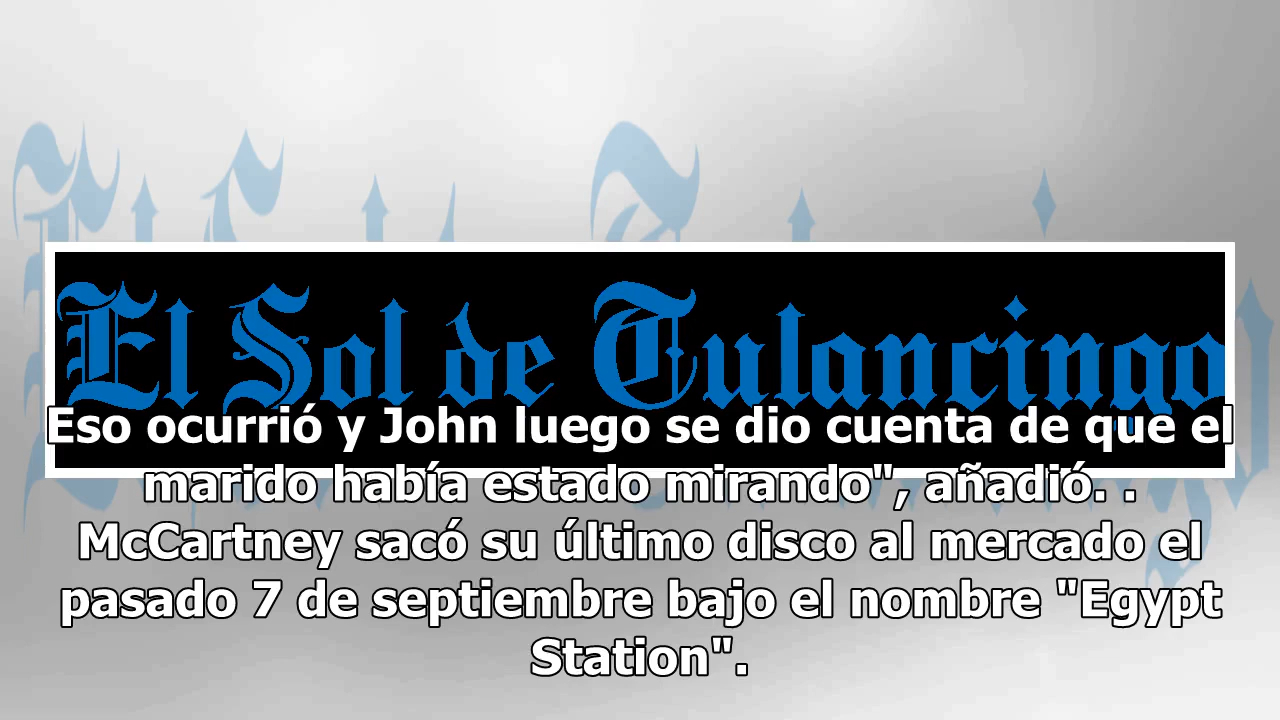 El Sol de Tulancingo
Eso ocurrió y John luego se dio cuenta de que el
marido había estado mirando", añadió. .
McCartney sacó su último disco al mercado el
pasado 7 de septiembre bajo el nombre "Egypt
Station".